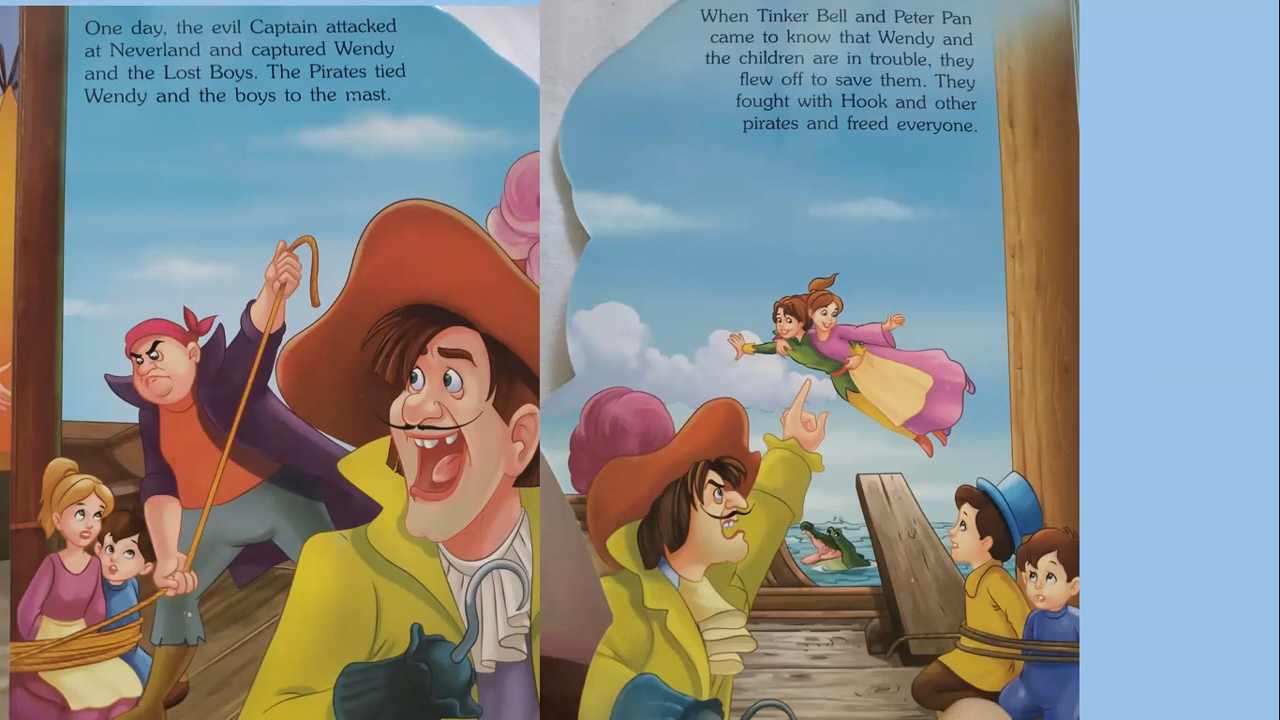 One day, the evil Captain attacked
at Neverland and captured Wendy
and the Lost Boys. The Pirates tied
Wendy and the boys to the mast.
When Tinker Bell and Peter Pan
came to know that Wendy and
the children are in trouble, they
flew off to save them. They
fought with Hook and other
pirates and freed everyone.